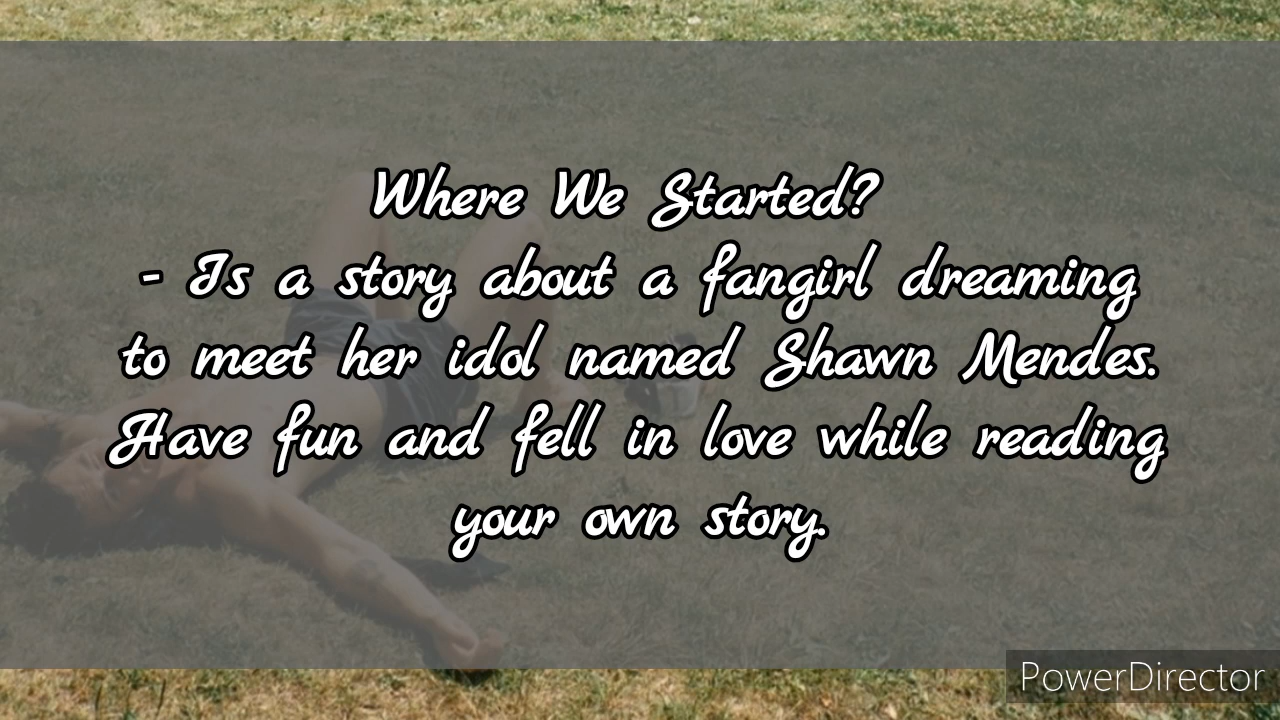 Where We Started?
- Is a story about a fangirl dreaming
to meet her idol named Shawn Mendes.
Have fun and fell in love while reading
your own story.
PowerDirector